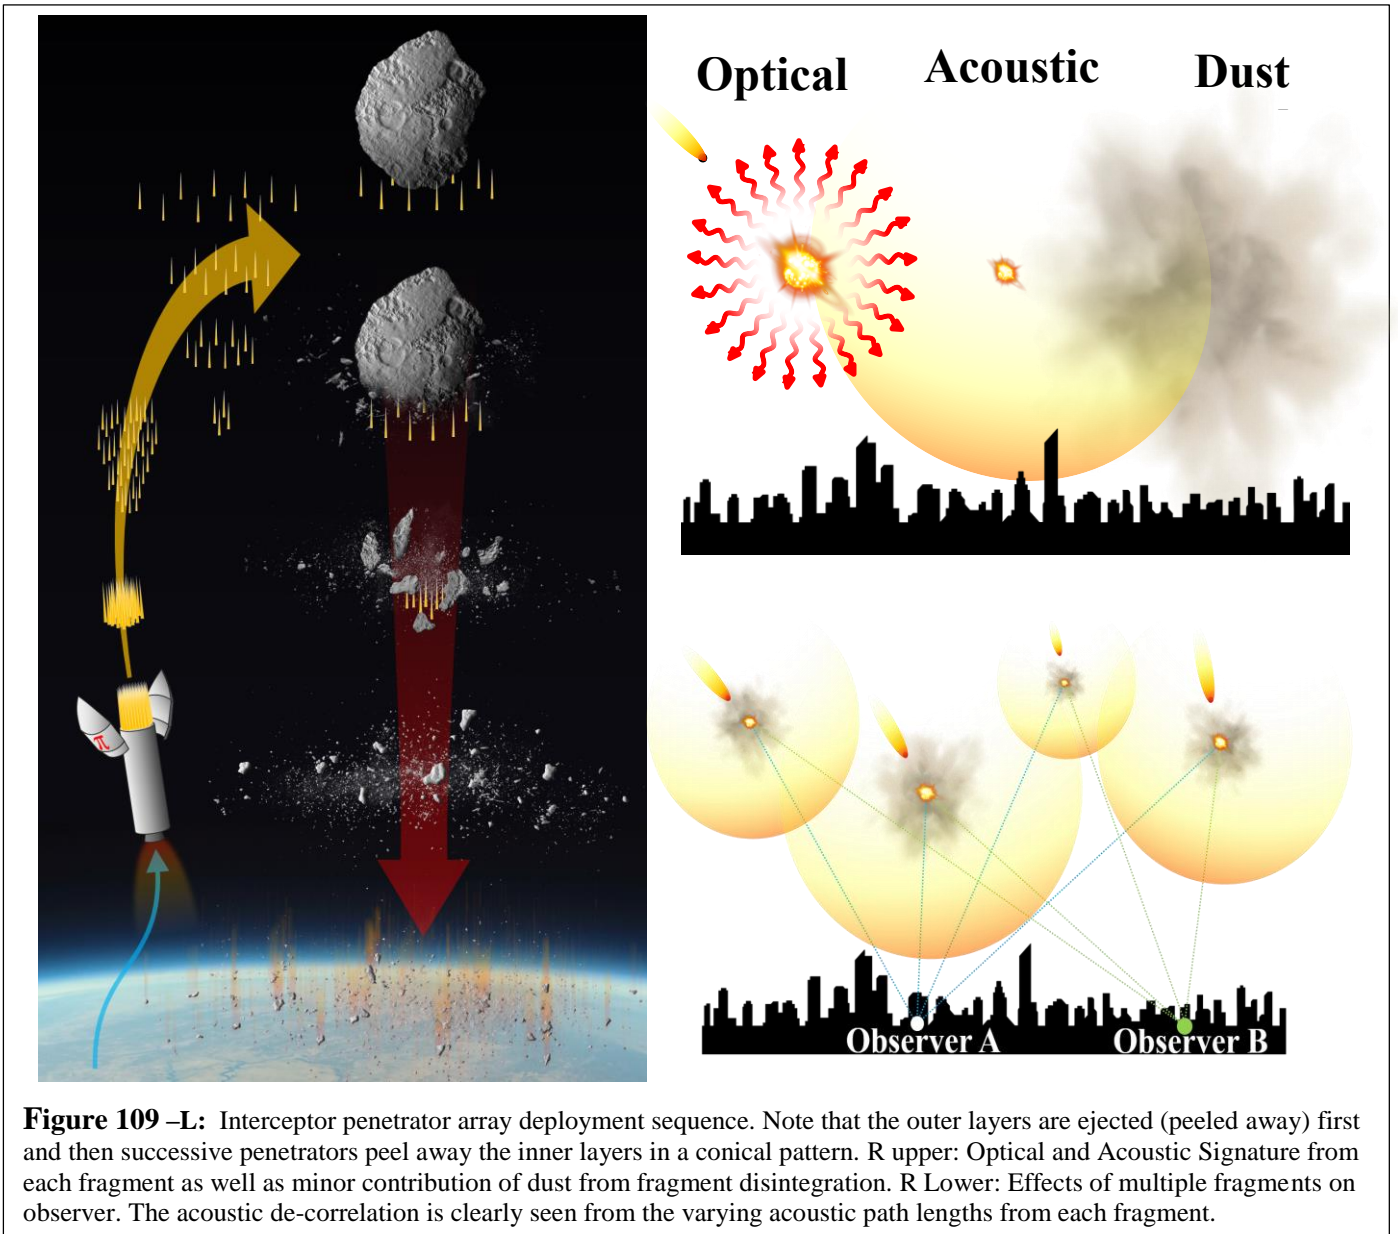 Optical
Acoustic
Dust
π
Observer A
Observer B
Figure 109 –L: Interceptor penetrator array deployment sequence. Note that the outer layers are ejected (peeled away) first
and then successive penetrators peel away the inner layers in a conical pattern. R upper: Optical and Acoustic Signature from
each fragment as well as minor contribution of dust from fragment disintegration. R Lower: Effects of multiple fragments on
observer. The acoustic de-correlation is clearly seen from the varying acoustic path lengths from each fragment.